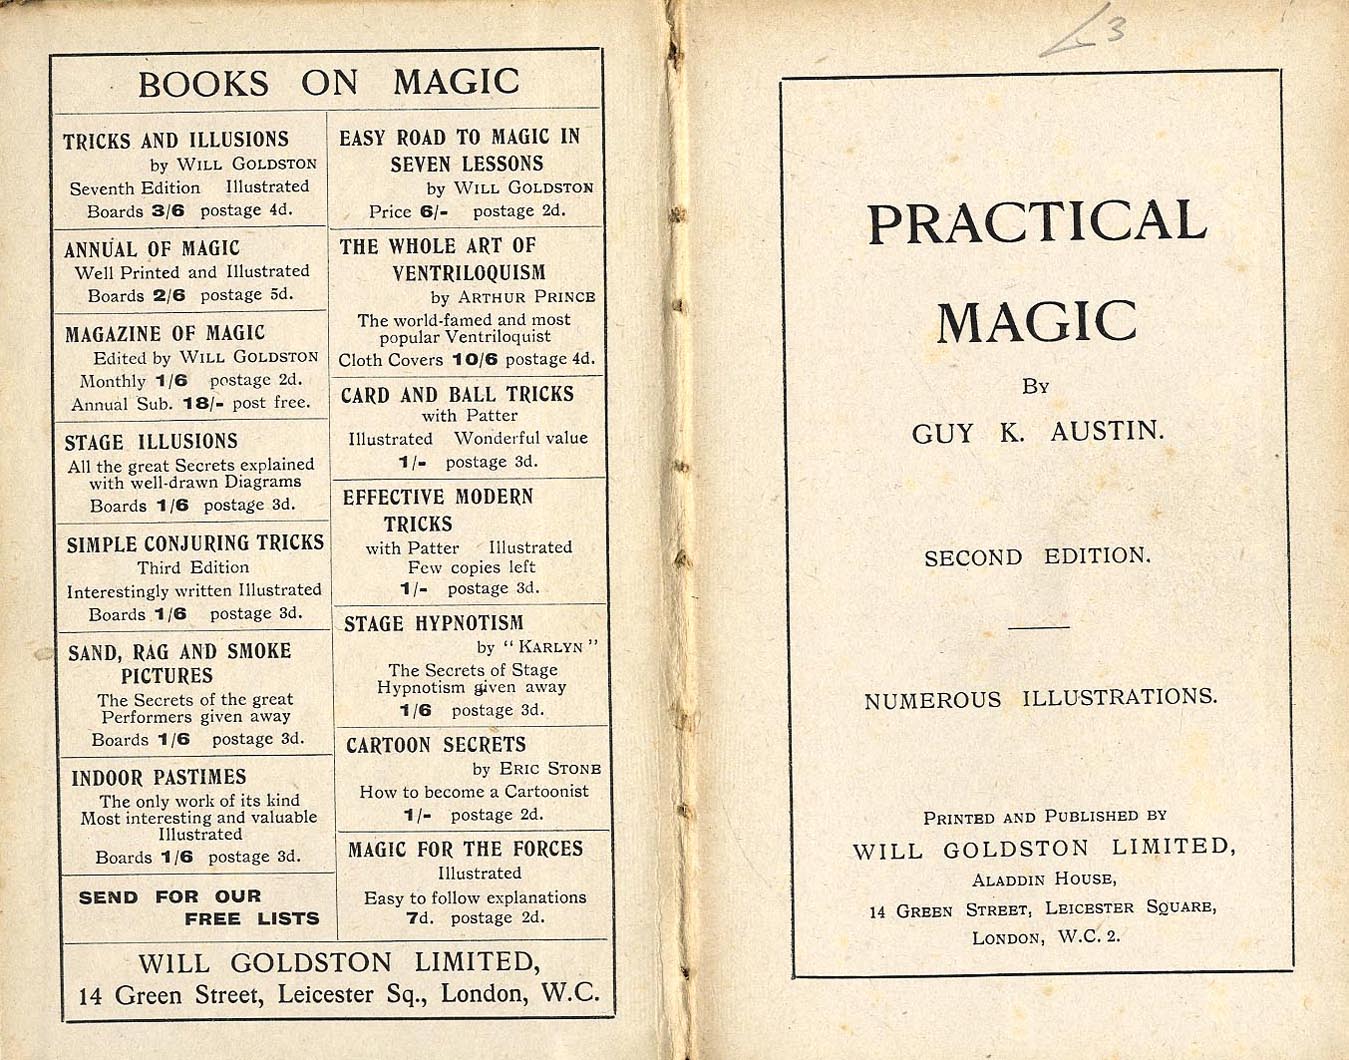 BOOKS ON MAGIC
TRICKS AND ILLUSIONS
by WILL GOLDSTON
Seventh Edition Illustrated
Boards 3/6 postage 4d.
ANNUAL OF MAGIC
Well Printed and Illustrated
Boards 2/6 postage 5d.
MAGAZINE OF MAGIC
Edited by WILL GOLDSTON
Monthly 1/6 postage 2d.
Annual Sub. 18/- post free.
STAGE ILLUSIONS
All the great Secrets explained
with well-drawn Diagrams
Boards 1/6 postage 3d.
SIMPLE CONJURING TRICKS
Third Edition
Interestingly written Illustrated
Boards 1/6 postage 3d.
SAND, RAG AND SMOKE
PICTURES
The Secrets of the great
Performers given away
Boards 1/6 postage 3d.
INDOOR PASTIMES
The only work of its kind
Most interesting and valuable
Illustrated
Boards 1/6 postage 3d.
SEND FOR OUR
FREE LISTS
EASY ROAD TO MAGIC IN
SEVEN LESSONS
by WILL GOLDSTON
Price 6/- postage 2d.
THE WHOLE ART OF
VENTRILOQUISM
by ARTHUR PRINCE
The world-famed and most
popular Ventriloquist
Cloth Covers 10/6 postage 4d.
CARD AND BALL TRICKS
with Patter
Illustrated Wonderful value
1/- postage 3d.
EFFECTIVE MODERN
TRICKS
with Patter Illustrated
Few copies left
1/- postage 3d.
STAGE HYPNOTISM
by "KARLYN"
The Secrets of Stage
Hypnotism given away
1/6 postage 3d.
CARTOON SECRETS
by ERIC STONE
How to become a Cartoonist
1/- postage 2d.
MAGIC FOR THE FORCES
Illustrated
Easy to follow explanations
7d. postage 2d.
WILL GOLDSTON LIMITED,
14 Green Street, Leicester Sq., London, W.C.
£3
PRACTICAL
MAGIC
BY
GUY K. AUSTIN.
SECOND EDITION.
NUMEROUS ILLUSTRATIONS.
PRINTED AND PUBLISHED BY
WILL GOLDSTON LIMITED,
ALADDIN HOUSE,
14 GREEN STREET, LEICESTER SQUARE,
LONDON, W.C. 2.